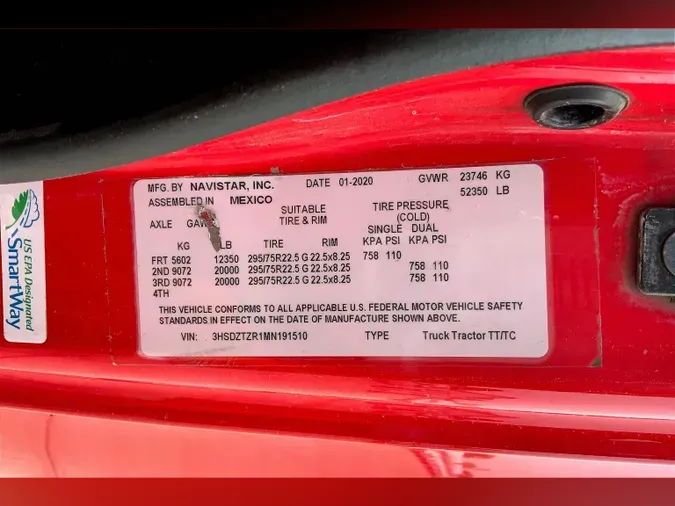 MFG. BY NAVISTAR, INC. DATE 01-2020 GVWR 23746 KG
52350 LB
ASSEMBLED IN MEXICO
SUITABLE TIRE PRESSURE
TIRE & RIM (COLD)
AXLE SINGLE DUAL
KG LB TIRE RIM KPA PSI KPA PSI
FRT 5602 12350 295/75R22.5 G 22.5x8.25 758 110
2ND 9072 20000 295/75R22.5 G 22.5x8.25 758 110
3RD 9072 20000 295/75R22.5 G 22.5x8.25 758 110
4TH
THIS VEHICLE CONFORMS TO ALL APPLICABLE U.S. FEDERAL MOTOR VEHICLE SAFETY
STANDARDS IN EFFECT ON THE DATE OF MANUFACTURE SHOWN ABOVE.
VIN: 3HSDZTZR1MN191510 TYPE Truck Tractor TT/TC
US EPA Designated
SmartWay